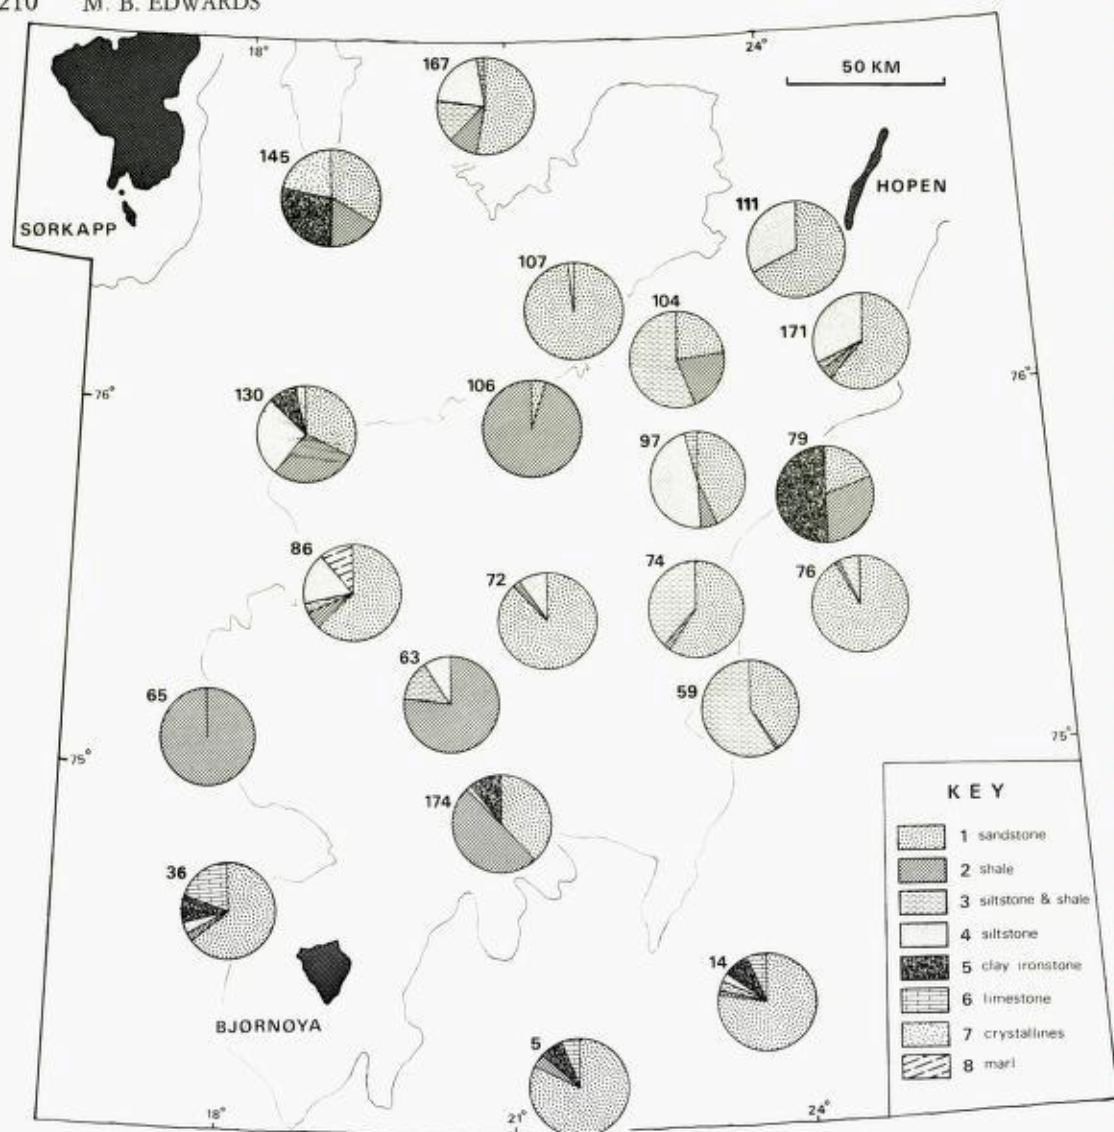 210 M. B. EDWARDS
18°
24°
50 KM
167
145
HOPEN
111
SØRKAPP
107
104
171
76°
76°
130
106
97
79
86
72
74
76
63
65
59
75°
75°
174
KEY
1 sandstone
2 shale
3 siltstone & shale
4 siltstone
5 clay ironstone
6 limestone
7 crystallines
8 marl
36
14
BJØRNØYA
5
18°
21°
24°